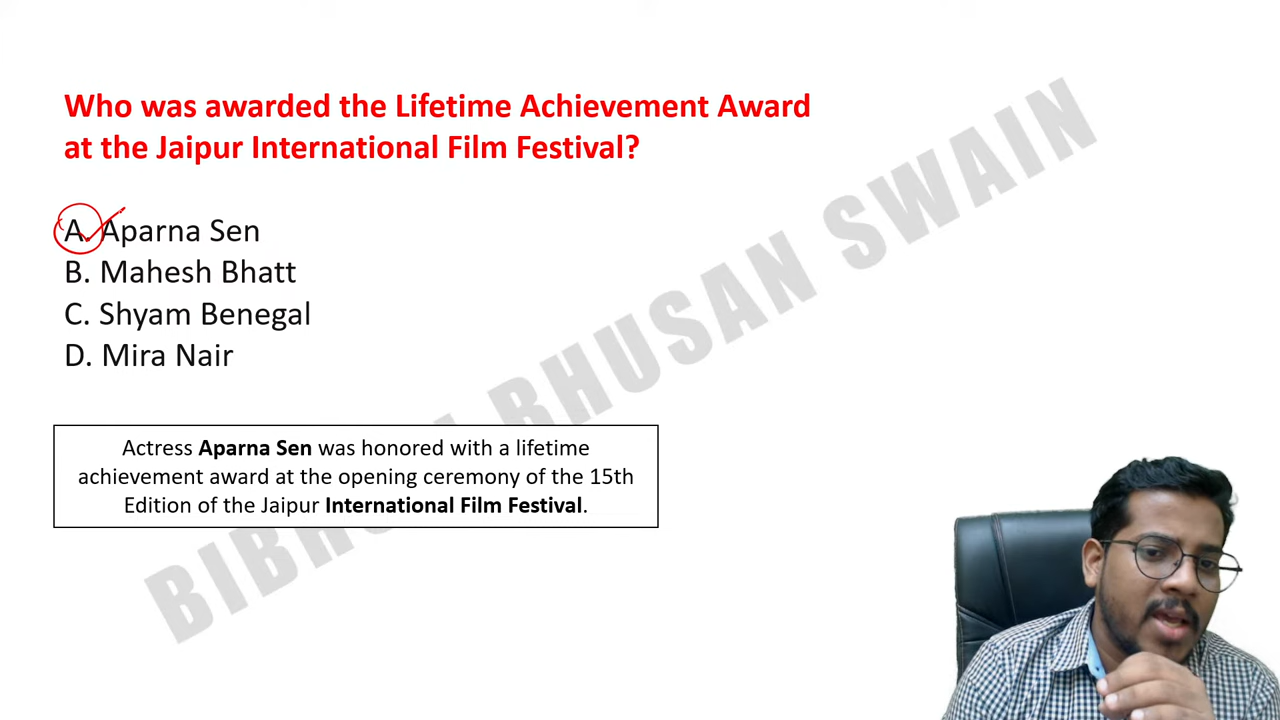 Who was awarded the Lifetime Achievement Award
at the Jaipur International Film Festival?
A. Aparna Sen
B. Mahesh Bhatt
C. Shyam Benegal
D. Mira Nair
Actress Aparna Sen was honored with a lifetime
achievement award at the opening ceremony of the 15th
Edition of the Jaipur International Film Festival.
BHUSAN SWAIN